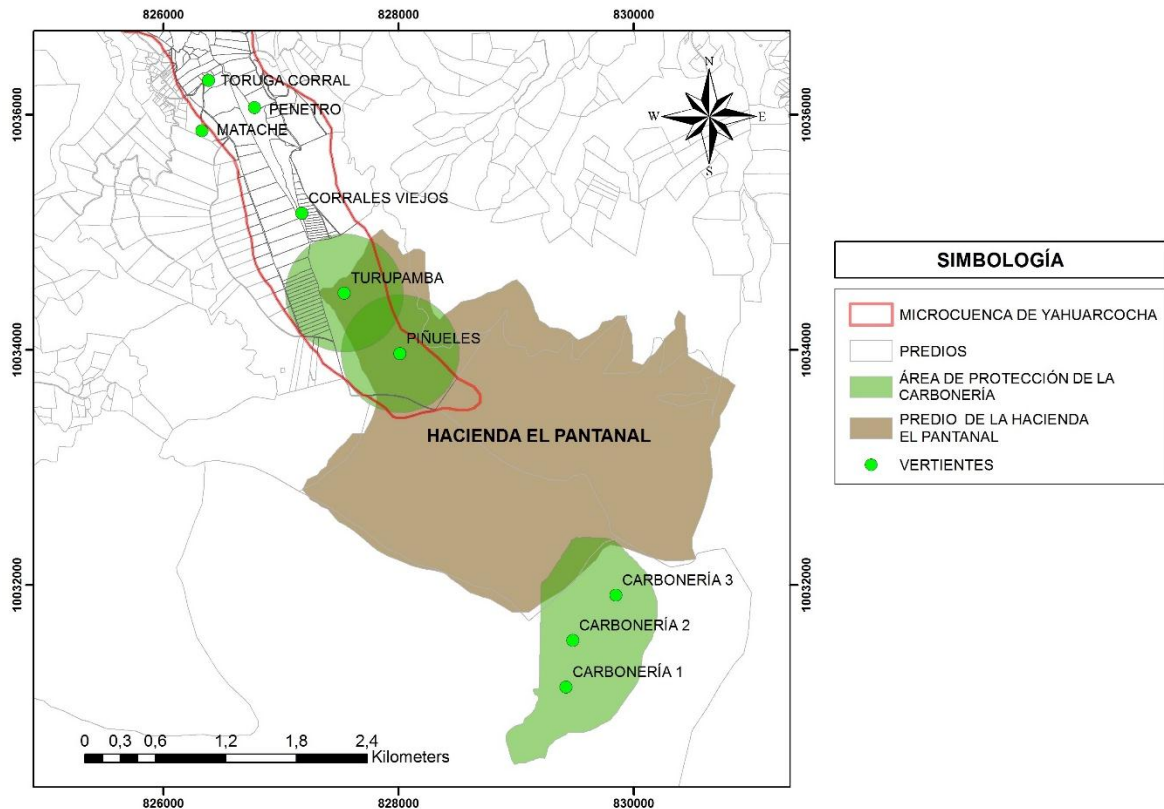 826000 828000 830000
N
W E
S
TORUGA CORRAL
PENETRO
MATACHE
CORRALES VIEJOS
TURUPAMBA
PIÑUELES
HACIENDA EL PANTANAL
CARBONERÍA 3
CARBONERÍA 2
CARBONERÍA 1
10036000
10034000
10032000
10036000
10034000
10032000
0 0,3 0,6 1,2 1,8 2,4
Kilometers
826000 828000 830000
SIMBOLOGÍA
MICROCUENCA DE YAHUARCOCHA
PREDIOS
ÁREA DE PROTECCIÓN DE LA
CARBONERÍA
PREDIO DE LA HACIENDA
EL PANTANAL
VERTIENTES